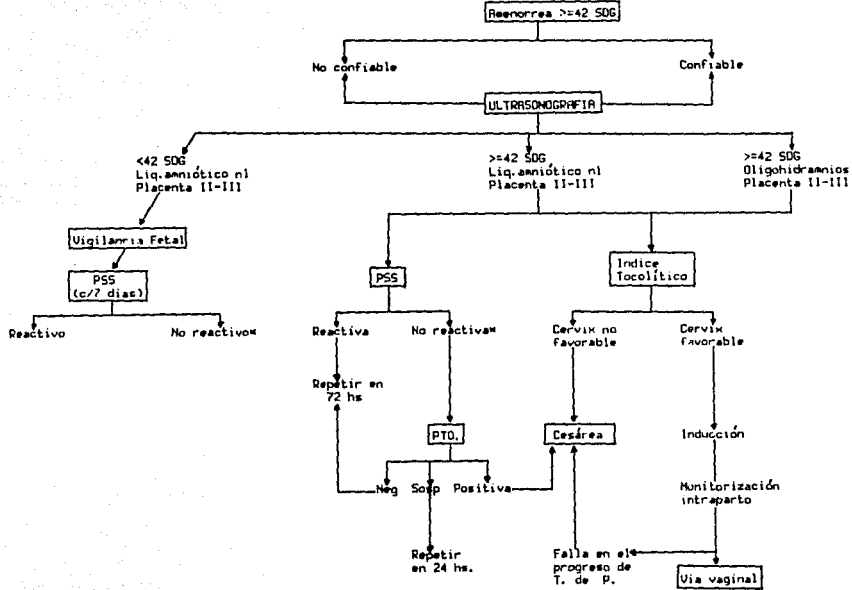 Amenorrea >=42 SDG
No confiable
Confiable
ULTRASONOGRAFIA
<42 SDG
Liq.amniótico nl
Placenta II-III
>=42 SDG
Liq.amniótico nl
Placenta II-III
>=42 SDG
Oligohidramnios
Placenta II-III
Vigilancia Fetal
PSS
(c/7 dias)
Reactivo
No reactivo*
PSS
Indice
Tocolítico
Reactiva
No reactiva*
Cervix no
favorable
Cervix
favorable
Repetir en
72 hs
PTO.
Cesárea
Inducción
Neg
Sosp
Positiva
Monitorización
intraparto
Repetir
en 24 hs.
Falla en el
progreso de
T. de P.
Via vaginal